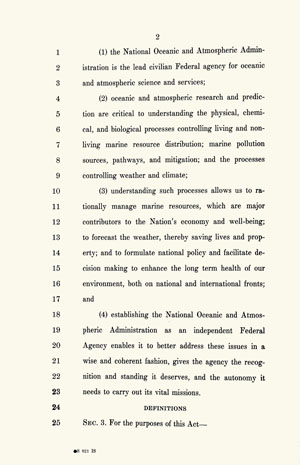 2
1 (1) the National Oceanic and Atmospheric Admin-
2 istration is the lead civilian Federal agency for oceanic
3 and atmospheric science and services;
4 (2) oceanic and atmospheric research and predic-
5 tion are critical to understanding the physical, chemi-
6 cal, and biological processes controlling living and non-
7 living marine resource distribution; marine pollution
8 sources, pathways, and mitigation; and the processes
9 controlling weather and climate;
10 (3) understanding such processes allows us to ra-
11 tionally manage marine resources, which are major
12 contributors to the Nation's economy and well-being;
13 to forecast the weather, thereby saving lives and prop-
14 erty; and to formulate national policy and facilitate de-
15 cision making to enhance the long term health of our
16 environment, both on national and international fronts;
17 and
18 (4) establishing the National Oceanic and Atmos-
19 pheric Administration as an independent Federal
20 Agency enables it to better address these issues in a
21 wise and coherent fashion, gives the agency the recog-
22 nition and standing it deserves, and the autonomy it
23 needs to carry out its vital missions.
24 DEFINITIONS
25 SEC. 3. For the purposes of this Act—